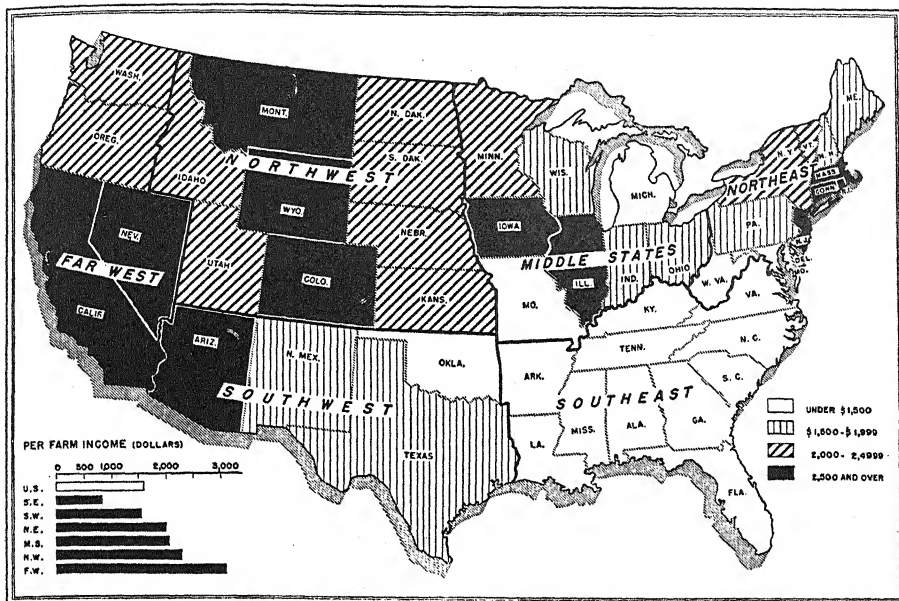 WASH.
MONT.
N. DAK.
MINN.
ME.
OREG.
IDAHO
NORTHWEST
S. DAK.
WIS.
MICH.
N.Y.
VT.
N.H.
MASS.
CONN.
R.I.
NORTHEAST
WYO.
IOWA
PA.
N.J.
NEV.
NEBR.
MIDDLE STATES
DEL.
MD.
FAR WEST
UTAH
COLO.
KANS.
ILL.
IND.
OHIO
W. VA.
VA.
CALIF.
MO.
KY.
ARIZ.
N. MEX.
OKLA.
ARK.
TENN.
N. C.
S. C.
SOUTHWEST
SOUTHEAST
TEXAS
LA.
MISS.
ALA.
GA.
FLA.
UNDER $1,500
$1,500-$1,999
2,000 - 2,4999
2,500 AND OVER
PER FARM INCOME (DOLLARS)
0 500 1,000 2,000 3,000
U.S.
S.E.
S.W.
N.E.
M.S.
N.W.
F.W.